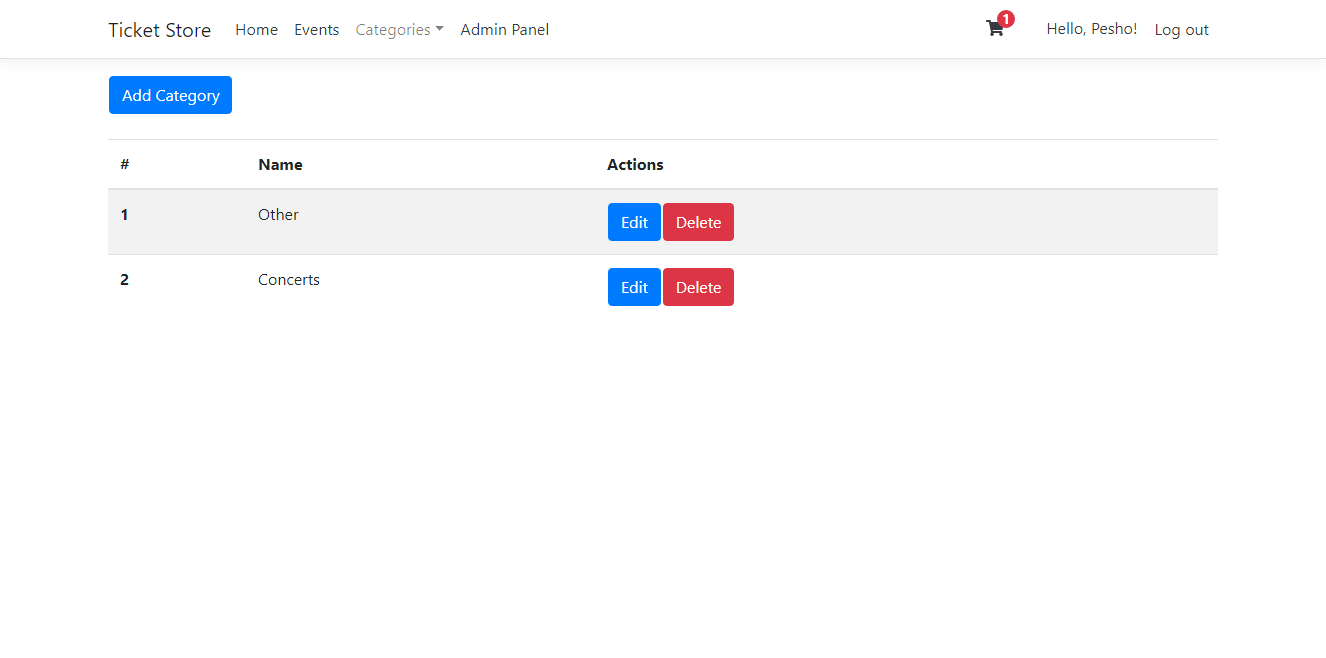 Ticket Store Home Events Categories Admin Panel 1 Hello, Pesho! Log out
Add Category
# Name Actions
1 Other Edit Delete
2 Concerts Edit Delete